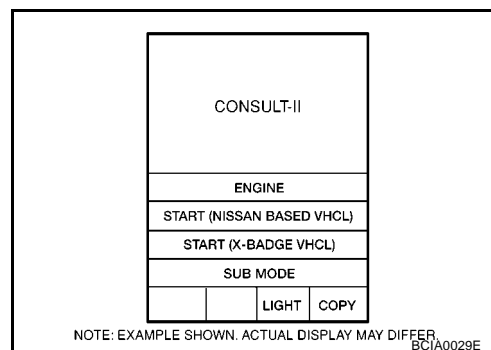 CONSULT-II
ENGINE
START (NISSAN BASED VHCL)
START (X-BADGE VHCL)
SUB MODE
LIGHT COPY
NOTE: EXAMPLE SHOWN. ACTUAL DISPLAY MAY DIFFER.
BCIA0029E